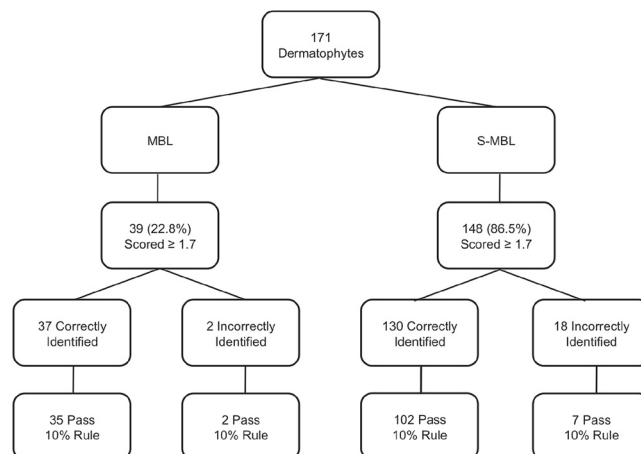 171
Dermatophytes
MBL
S-MBL
39 (22.8%)
Scored ≥ 1.7
148 (86.5%)
Scored ≥ 1.7
37 Correctly
Identified
2 Incorrectly
Identified
130 Correctly
Identified
18 Incorrectly
Identified
35 Pass
10% Rule
2 Pass
10% Rule
102 Pass
10% Rule
7 Pass
10% Rule